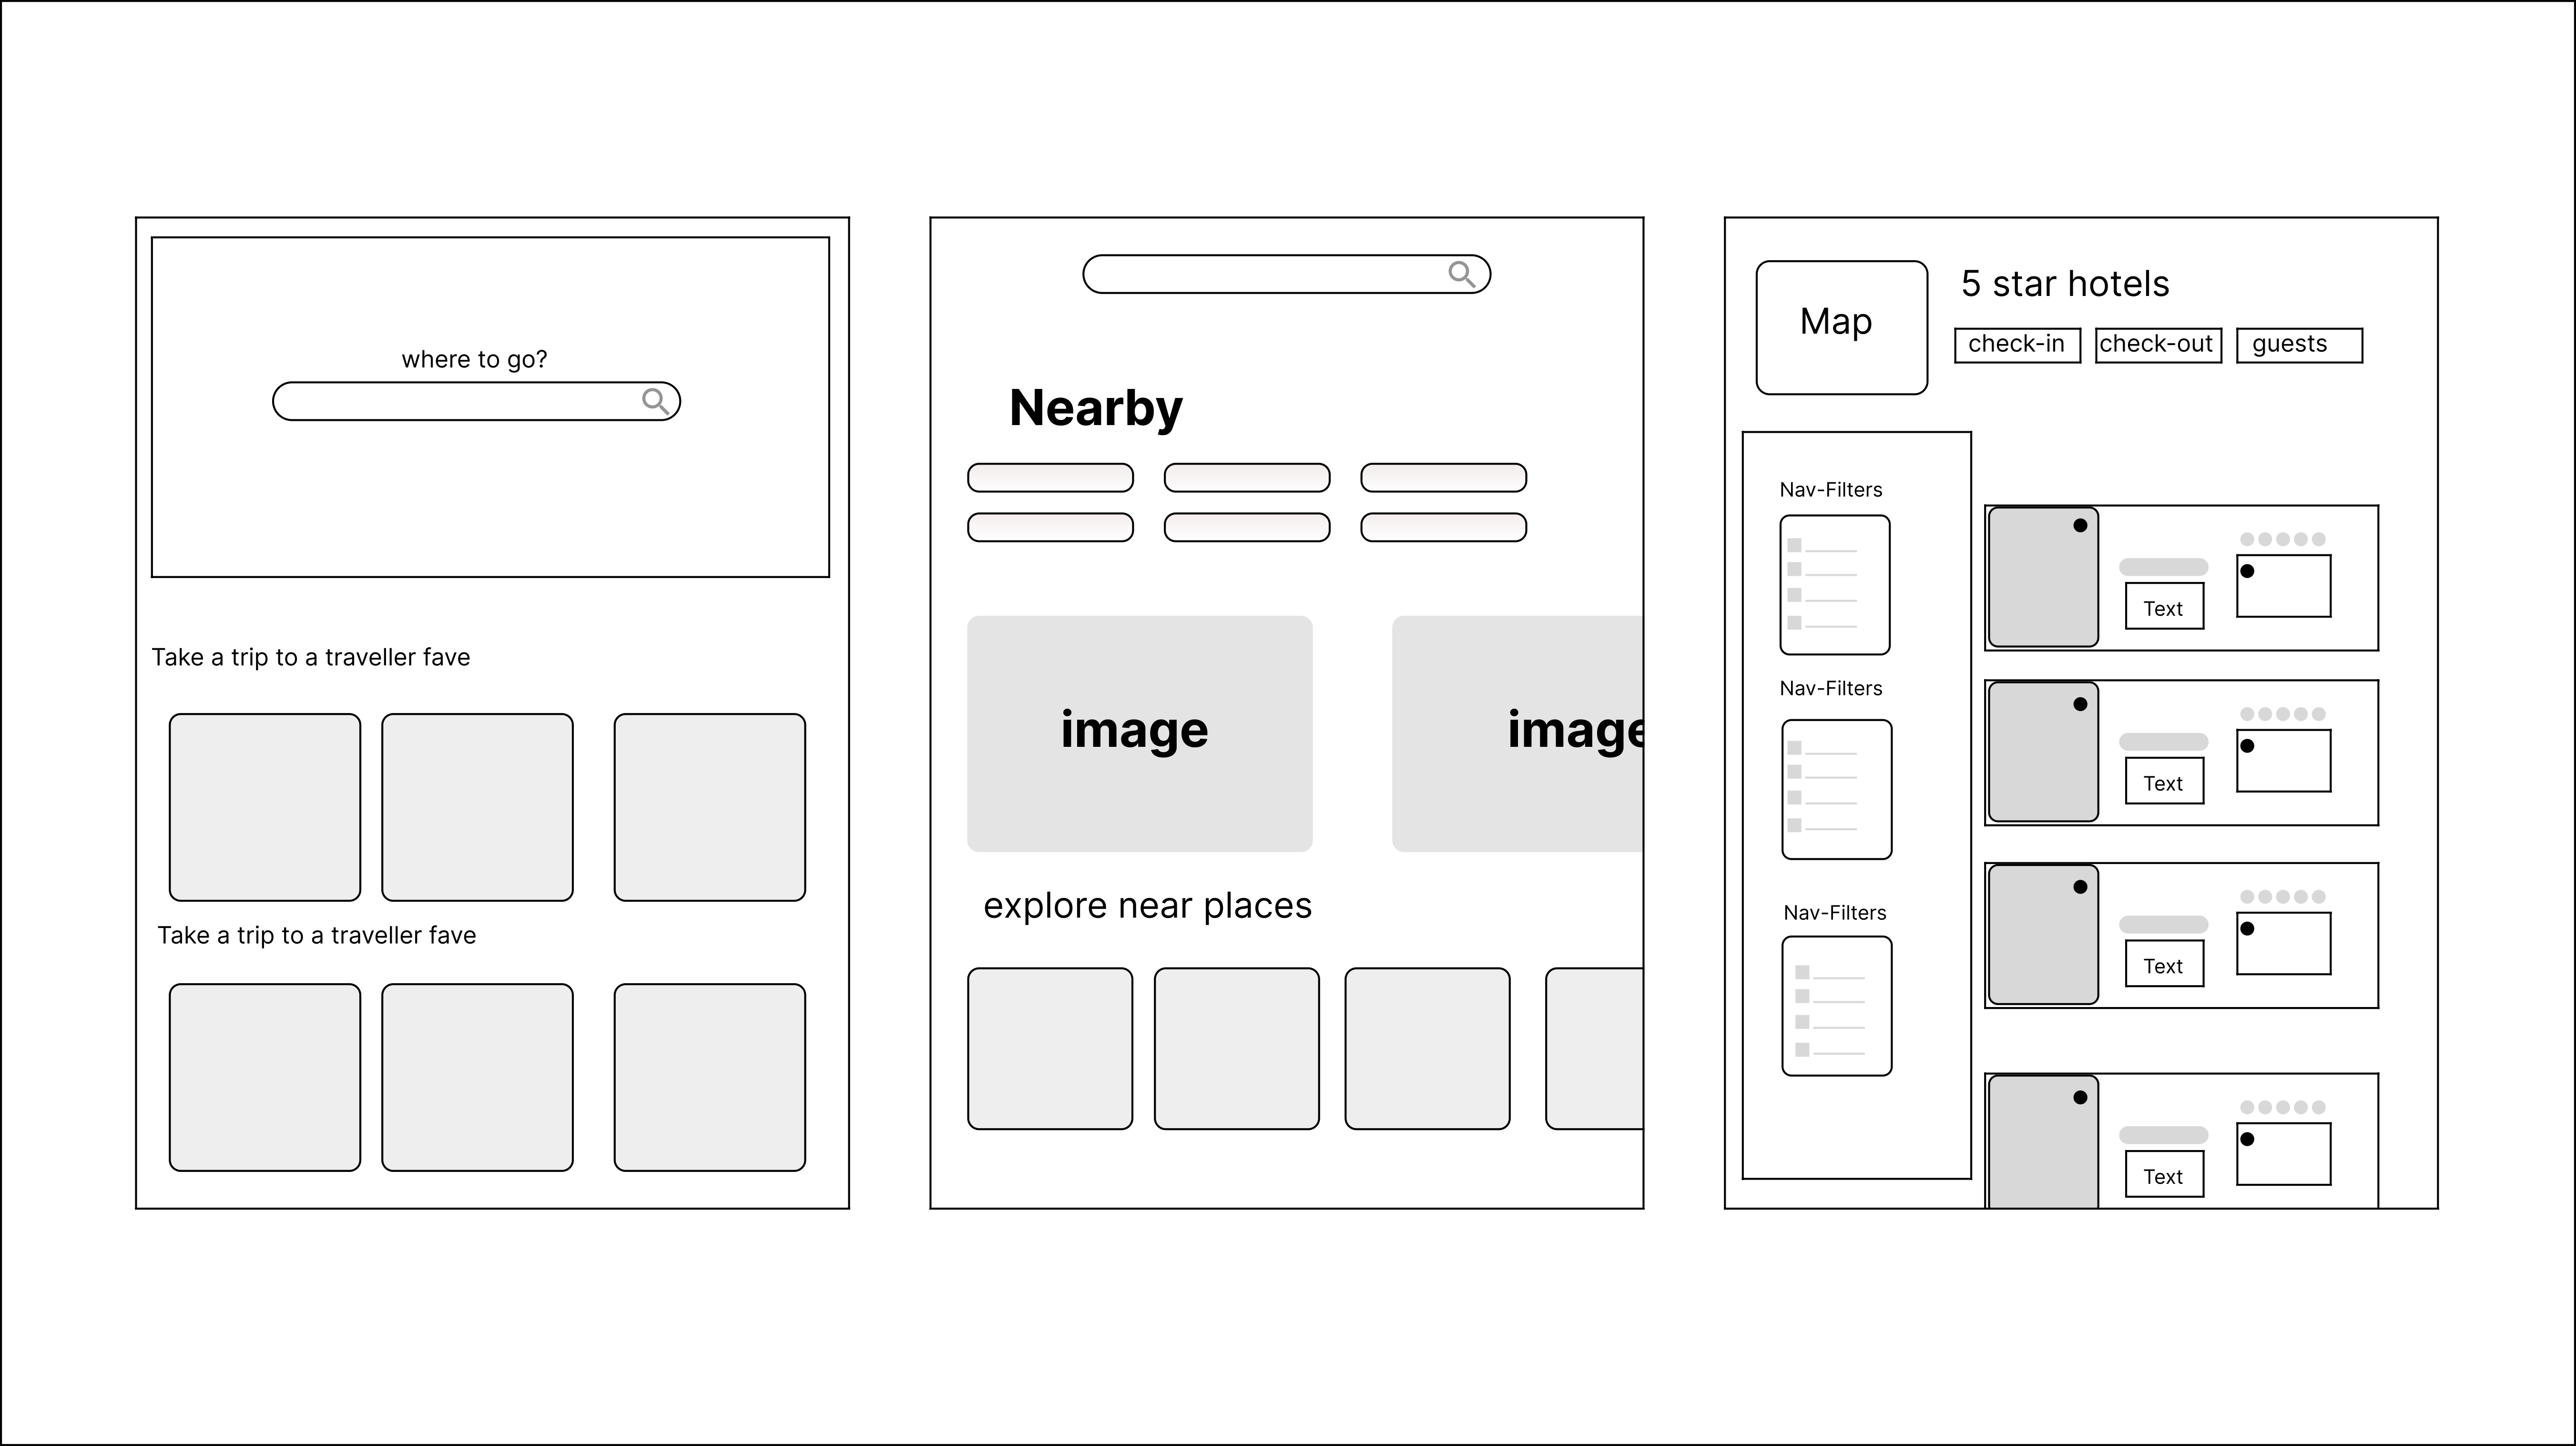 where to go?
Take a trip to a traveller fave
Take a trip to a traveller fave
Nearby
image
image
explore near places
Map
5 star hotels
check-in
check-out
guests
Nav-Filters
Nav-Filters
Nav-Filters
Text
Text
Text
Text